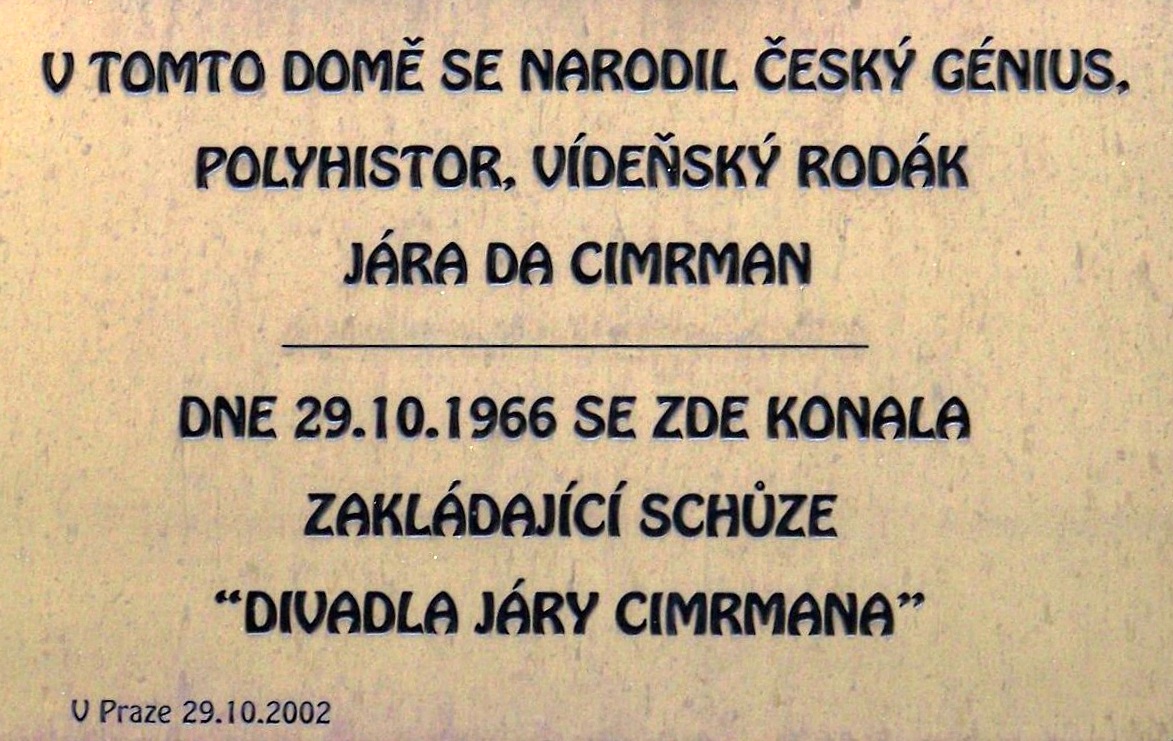 V TOMTO DOMĚ SE NARODIL ČESKÝ GÉNIUS,
POLYHISTOR, VÍDEŇSKÝ RODÁK
JÁRA DA CIMRMAN
DNE 29.10.1966 SE ZDE KONALA
ZAKLÁDAJÍCÍ SCHŮZE
“DIVADLA JÁRY CIMRMANA”
V Praze 29.10.2002